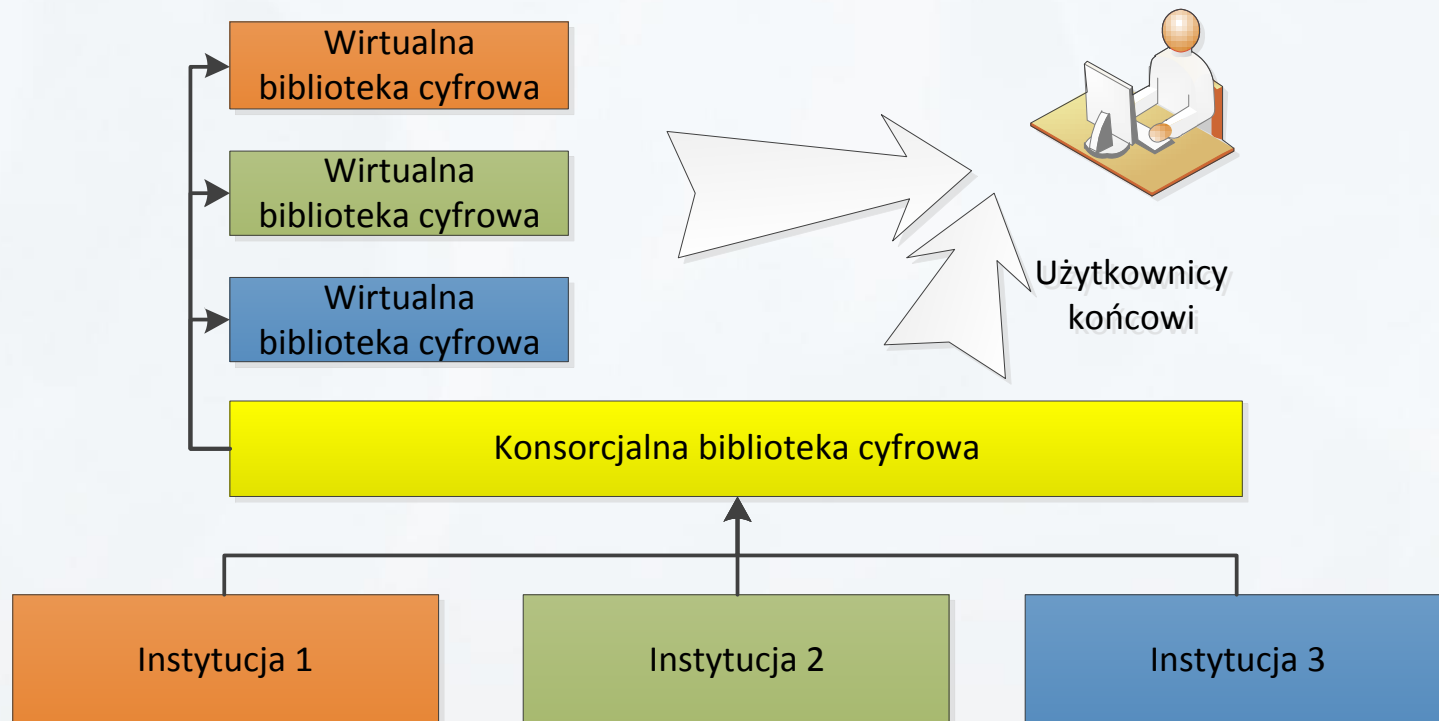 Wirtualna
biblioteka cyfrowa
Wirtualna
biblioteka cyfrowa
Wirtualna
biblioteka cyfrowa
Użytkownicy
końcowi
Konsorcjalna biblioteka cyfrowa
Instytucja 1
Instytucja 2
Instytucja 3